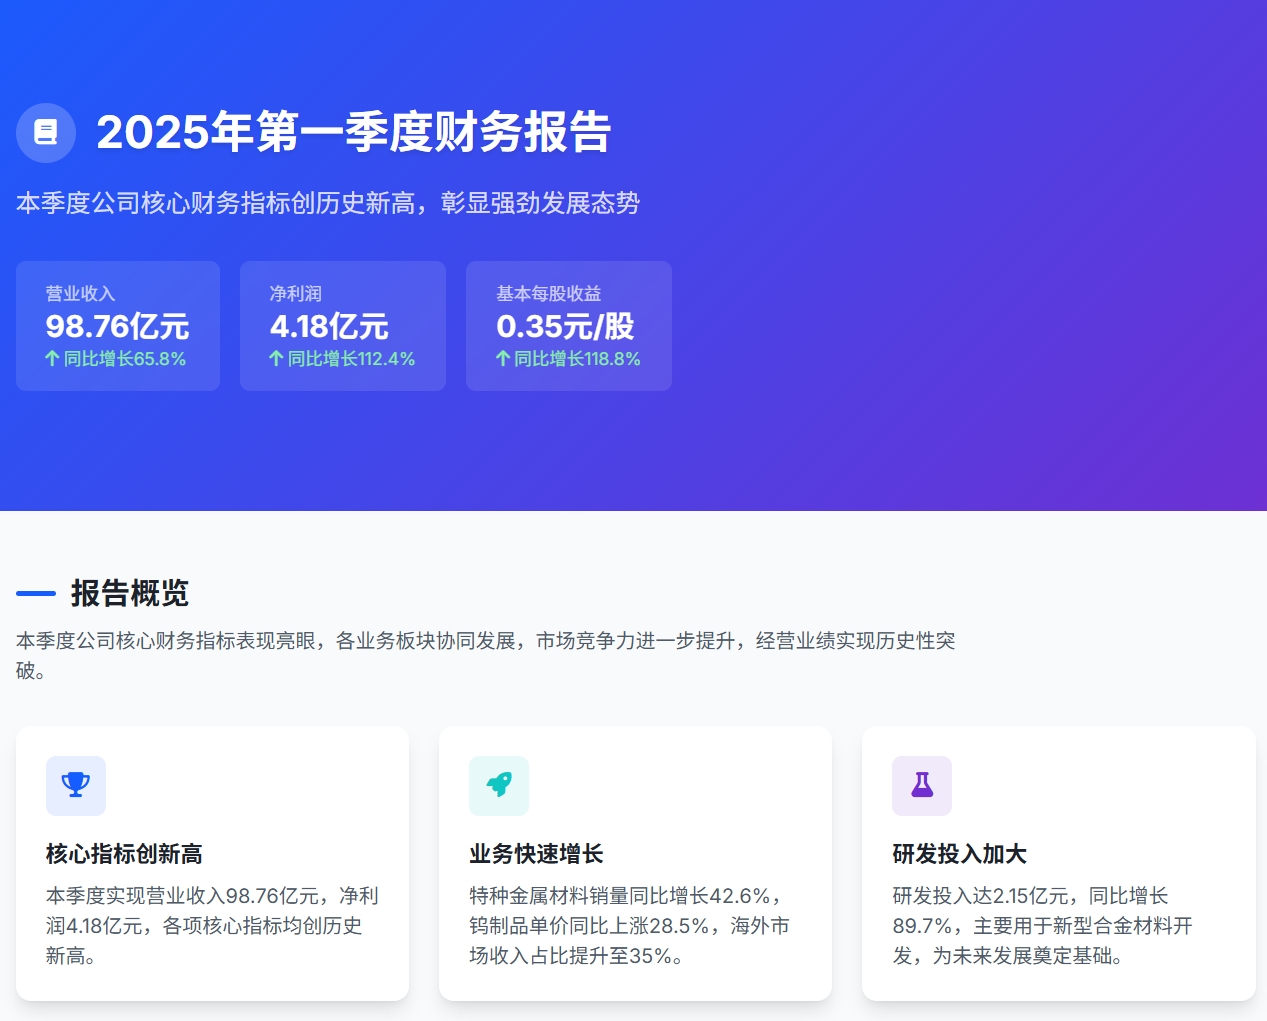 2025年第一季度财务报告
本季度公司核心财务指标创历史新高，彰显强劲发展态势
营业收入
98.76亿元
同比增长65.8%
净利润
4.18亿元
同比增长112.4%
基本每股收益
0.35元/股
同比增长118.8%
报告概览
本季度公司核心财务指标表现亮眼，各业务板块协同发展，市场竞争力进一步提升，经营业绩实现历史性突
破。
核心指标创新高
本季度实现营业收入98.76亿元，净利
润4.18亿元，各项核心指标均创历史
新高。
业务快速增长
特种金属材料销量同比增长42.6%，
钨制品单价同比上涨28.5%，海外市
场收入占比提升至35%。
研发投入加大
研发投入达2.15亿元，同比增长
89.7%，主要用于新型合金材料开
发，为未来发展奠定基础。